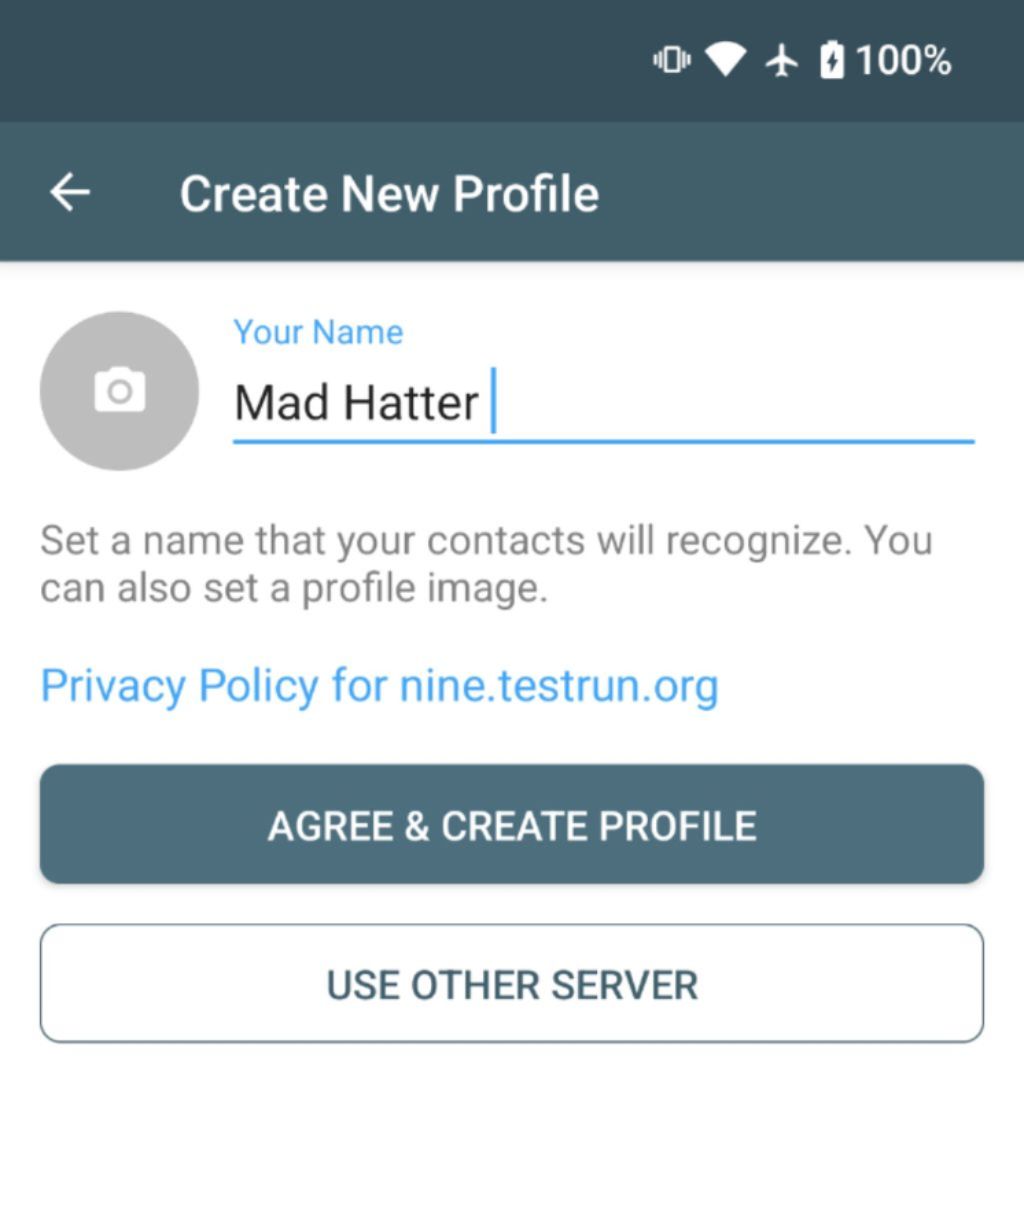 100%
Create New Profile
Your Name
Mad Hatter
Set a name that your contacts will recognize. You
can also set a profile image.
Privacy Policy for nine.testrun.org
AGREE & CREATE PROFILE
USE OTHER SERVER